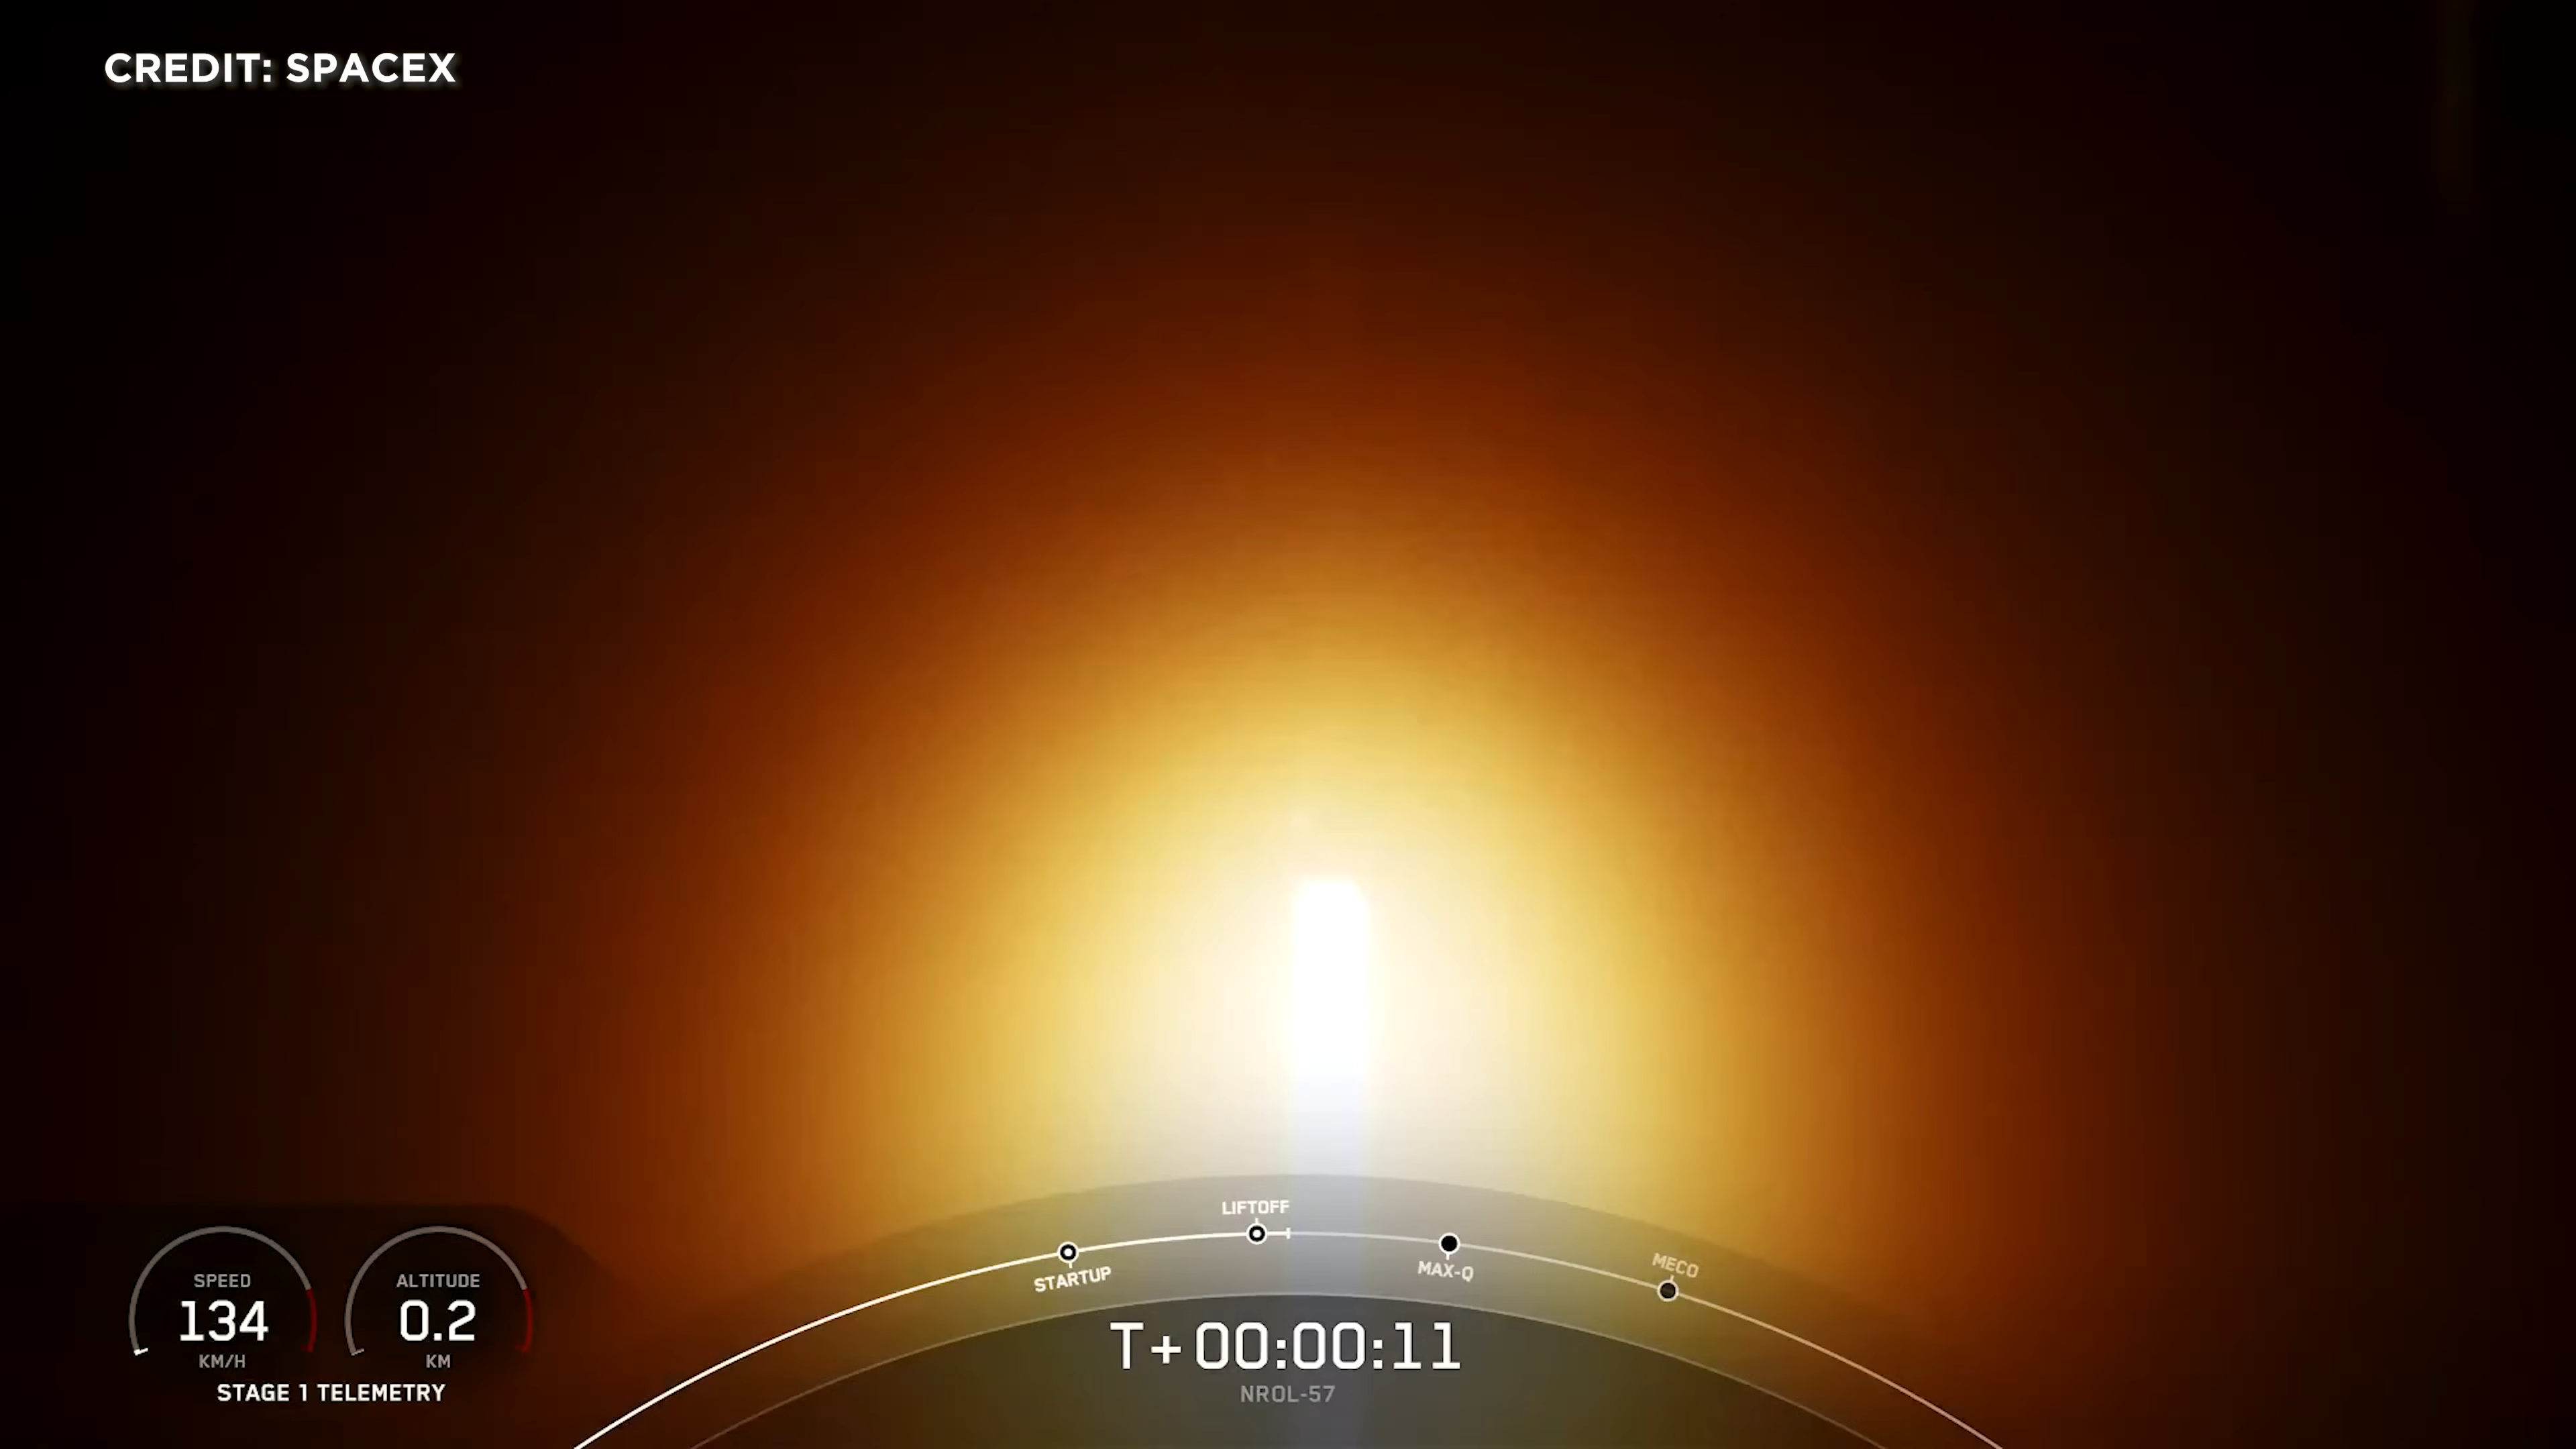 CREDIT: SPACEX
LIFTOFF
STARTUP
MAX-Q
MECO
SPEED
134
KM/H
ALTITUDE
0.2
KM
STAGE 1 TELEMETRY
T+00:00:11
NROL-57